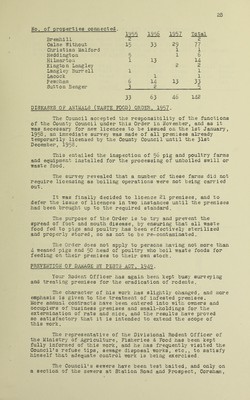 28
No. of properties connected.
1955 1956 1957 Total
Bremhill 2 2
Calne Without 15 33 29 77
Christian Malford 1 1
Heddington 5 1 6
Hilmarton 1 13 14
Kington Langley 2 2
Langley Burrell 1 1
Lacock 1 1
Pewsham 6 14 13 33
Sutton Benger 3 2 5
33 63 46 142
DISEASES OF ANIMALS (WASTE FOOD) ORDER, 1957.
The Council accepted the responsibility of the functions
of the County Council under this Order in November, and as it
was necessary for new licences to be issued on the 1st January,
1958, an immediate survey was made of all premises already
temporarily licensed by the County Council until the 31st
December, 1957.
This entailed the inspection of 56 pig and poultry farms
and equipment installed for the processing of unboiled swill or
waste food.
The survey revealed that a number of these farms did not
require licensing as boiling operations were not being carried
out.
It was finally decided to licence 21 premises, and to
defer the issue of licences in two instances until the premises
had been brought up to the required standard.
The purpose of the Order is to try and prevent the
spread of foot and mouth disease, by ensuring that all waste
food fed to pigs and poultry has been effectively sterilised
and properly stored, so as not to be re-contaminated.
The Order does not apply to persons having not more than
4 weaned pigs and 50 head of poultry who boil waste foods for
feeding on their premises to their own stock.
PREVENTION OF DAMAGE BY PESTS ACT, 1949.
Your Rodent Officer has again been kept busy surveying
and treating premises for the eradication of rodents.
The character of his work has slightly changed, and more
emphasis is given to the treatment of infested premises.
More annual contracts have been entered into with owners and
occupiers of business premises and small-holdings for the
extermination of rats and mice, and the results have proved
so satisfactory that it is intended to extend the scope of
this work.
The representative of the Divisional Rodent Officer of
the Ministry of Agriculture, Fisheries & Food has been kept
fully informed of this work, and he has frequently visited the
Council's refuse tips, sewage disposal works, etc., to satisfy
himself that adequate control work is being exercised
The Council's sewers have been test baited, and only on
a section of the sewers at Station Road and Prospect, Corsham,